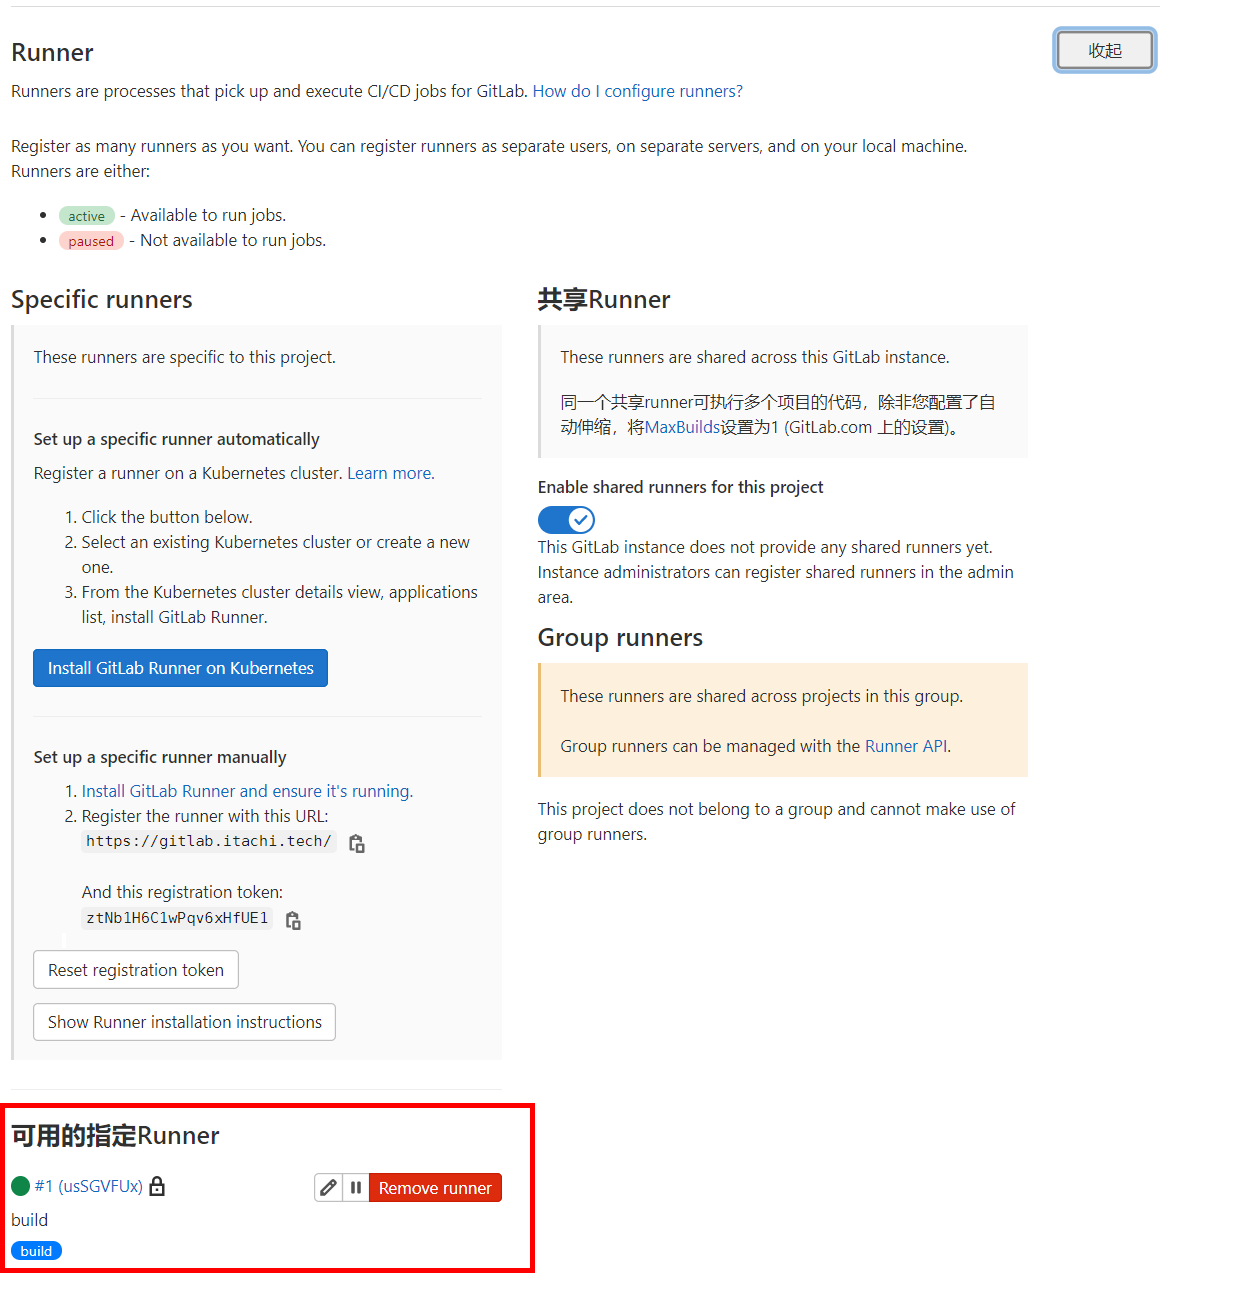 Runner
收起
Runners are processes that pick up and execute CI/CD jobs for GitLab. How do I configure runners?
Register as many runners as you want. You can register runners as separate users, on separate servers, and on your local machine.
Runners are either:
active - Available to run jobs.
paused - Not available to run jobs.
Specific runners
These runners are specific to this project.
Set up a specific runner automatically
Register a runner on a Kubernetes cluster. Learn more.
1. Click the button below.
2. Select an existing Kubernetes cluster or create a new
one.
3. From the Kubernetes cluster details view, applications
list, install GitLab Runner.
Install GitLab Runner on Kubernetes
Set up a specific runner manually
1. Install GitLab Runner and ensure it's running.
2. Register the runner with this URL:
https://gitlab.itachi.tech/
And this registration token:
ztNb1H6C1wPqv6xHfUE1
Reset registration token
Show Runner installation instructions
共享Runner
These runners are shared across this GitLab instance.
同一个共享runner可执行多个项目的代码，除非您配置了自
动伸缩，将MaxBuilds设置为1 (GitLab.com 上的设置)。
Enable shared runners for this project
This GitLab instance does not provide any shared runners yet.
Instance administrators can register shared runners in the admin
area.
Group runners
These runners are shared across projects in this group.
Group runners can be managed with the Runner API.
This project does not belong to a group and cannot make use of
group runners.
可用的指定Runner
#1 (usSGVFUx)
Remove runner
build
build